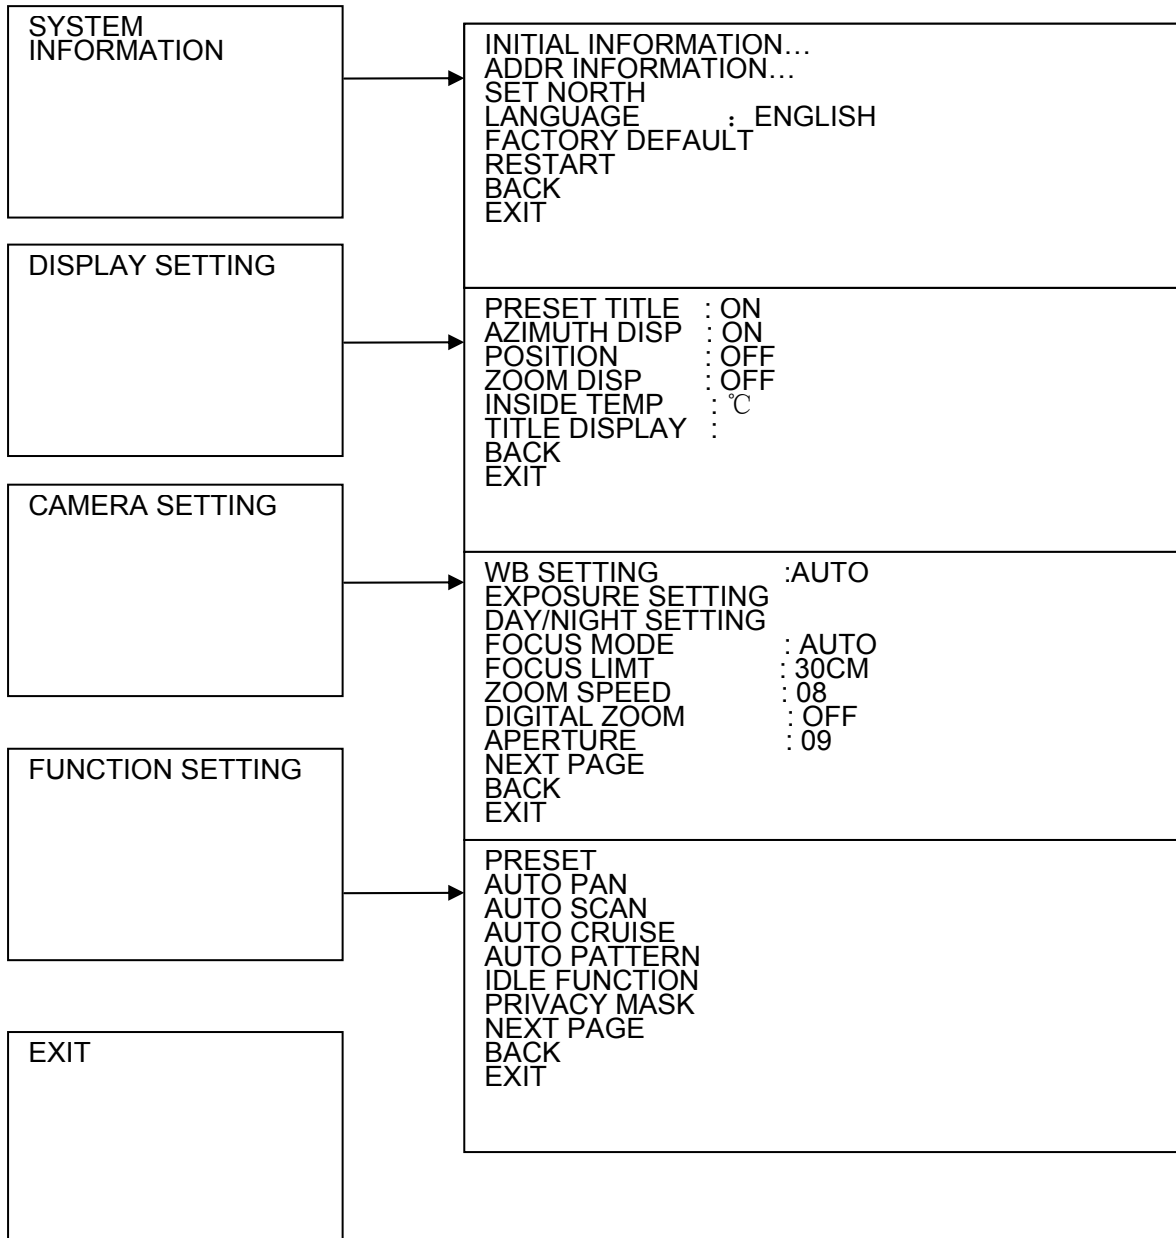 SYSTEM
INFORMATION
INITIAL INFORMATION…
ADDR INFORMATION…
SET NORTH
LANGUAGE ：ENGLISH
FACTORY DEFAULT
RESTART
BACK
EXIT
DISPLAY SETTING
PRESET TITLE : ON
AZIMUTH DISP : ON
POSITION : OFF
ZOOM DISP : OFF
INSIDE TEMP : ℃
TITLE DISPLAY :
BACK
EXIT
CAMERA SETTING
WB SETTING :AUTO
EXPOSURE SETTING
DAY/NIGHT SETTING
FOCUS MODE : AUTO
FOCUS LIMT : 30CM
ZOOM SPEED : 08
DIGITAL ZOOM : OFF
APERTURE : 09
NEXT PAGE
BACK
EXIT
FUNCTION SETTING
PRESET
AUTO PAN
AUTO SCAN
AUTO CRUISE
AUTO PATTERN
IDLE FUNCTION
PRIVACY MASK
NEXT PAGE
BACK
EXIT
EXIT